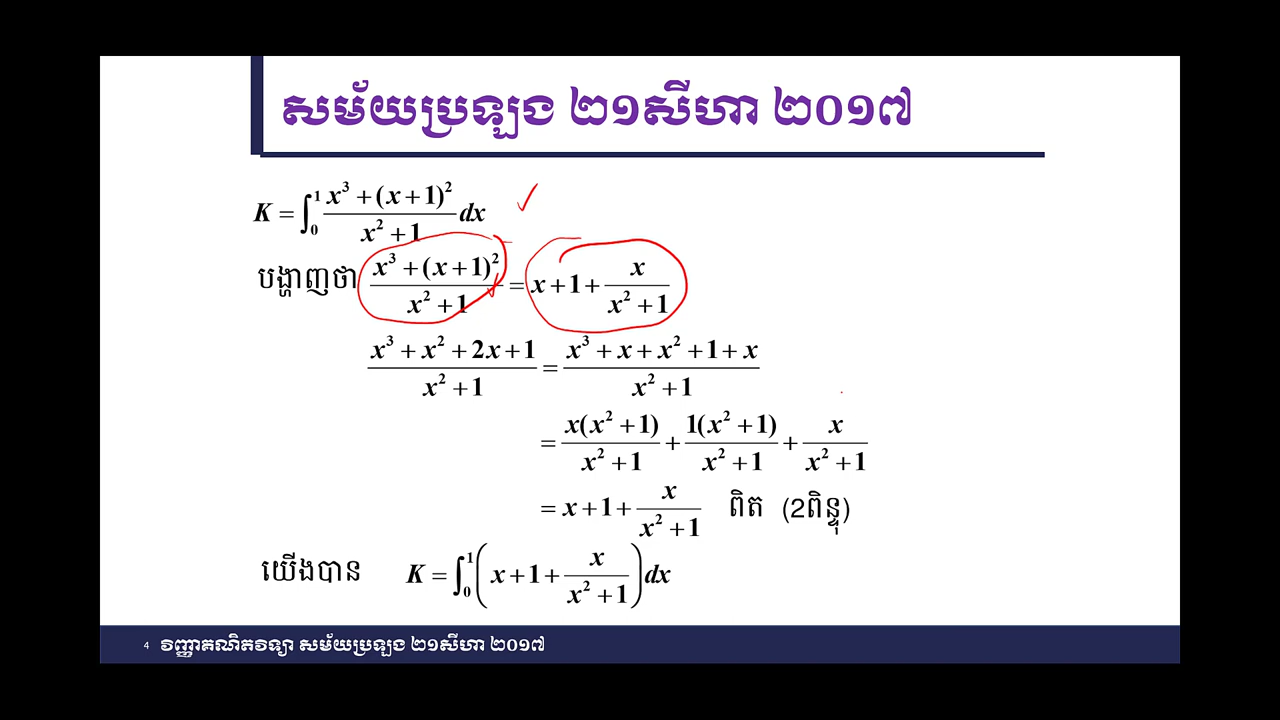 សម័យប្រឡង ២១សីហា ២០១៧
K = ∫₀¹ (x³ + (x + 1)²)/(x² + 1) dx
បង្ហាញថា (x³ + (x + 1)²)/(x² + 1) = x + 1 + x/(x² + 1)
(x³ + x² + 2x + 1)/(x² + 1) = (x³ + x + x² + 1 + x)/(x² + 1)
= x(x² + 1)/(x² + 1) + 1(x² + 1)/(x² + 1) + x/(x² + 1)
= x + 1 + x/(x² + 1) ពិត (2ពិន្ទុ)
យើងបាន K = ∫₀¹ (x + 1 + x/(x² + 1)) dx
4 វិញ្ញាគណិតវិទ្យា សម័យប្រឡង ២១សីហា ២០១៧